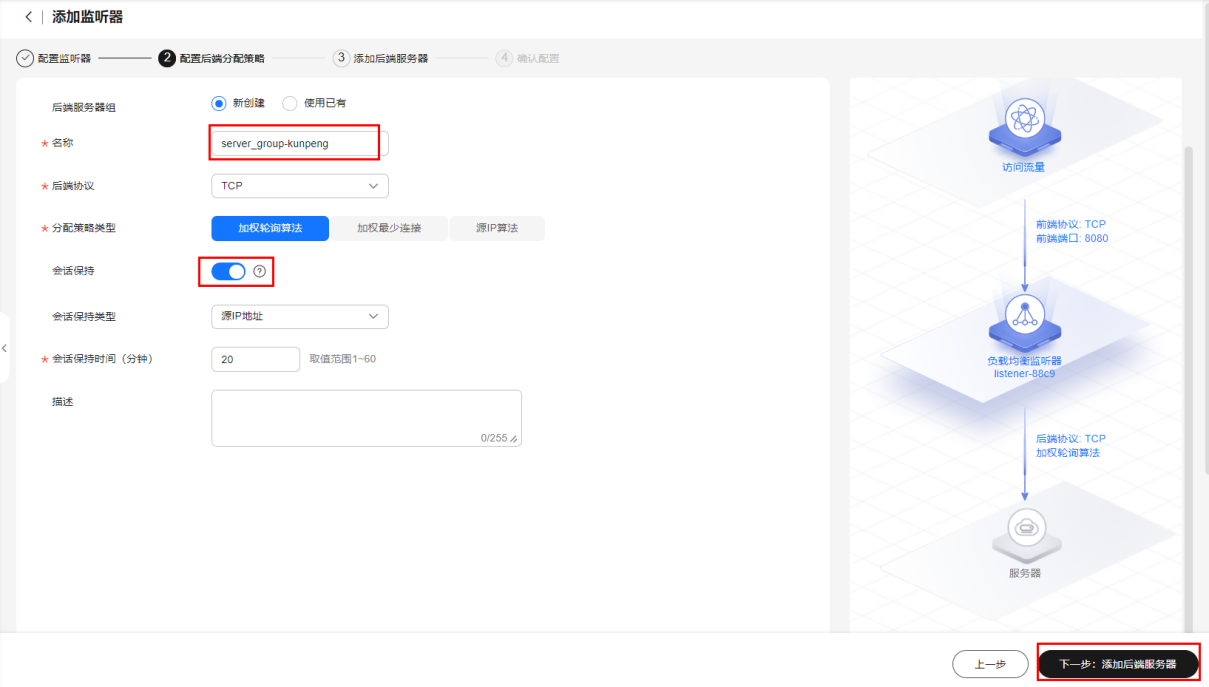 添加监听器
配置监听器 2 配置后端分配策略 3 添加后端服务器 4 确认配置
后端服务器组 新创建 使用已有
* 名称 server_group-kunpeng
* 后端协议 TCP
* 分配策略类型 加权轮询算法 加权最少连接 源IP算法
会话保持 ?
会话保持类型 源IP地址
* 会话保持时间（分钟） 20 取值范围1~60
描述
0/255
访问流量
前端协议: TCP
前端端口: 8080
负载均衡监听器
listener-88c9
后端协议: TCP
加权轮询算法
服务器
上一步 下一步：添加后端服务器